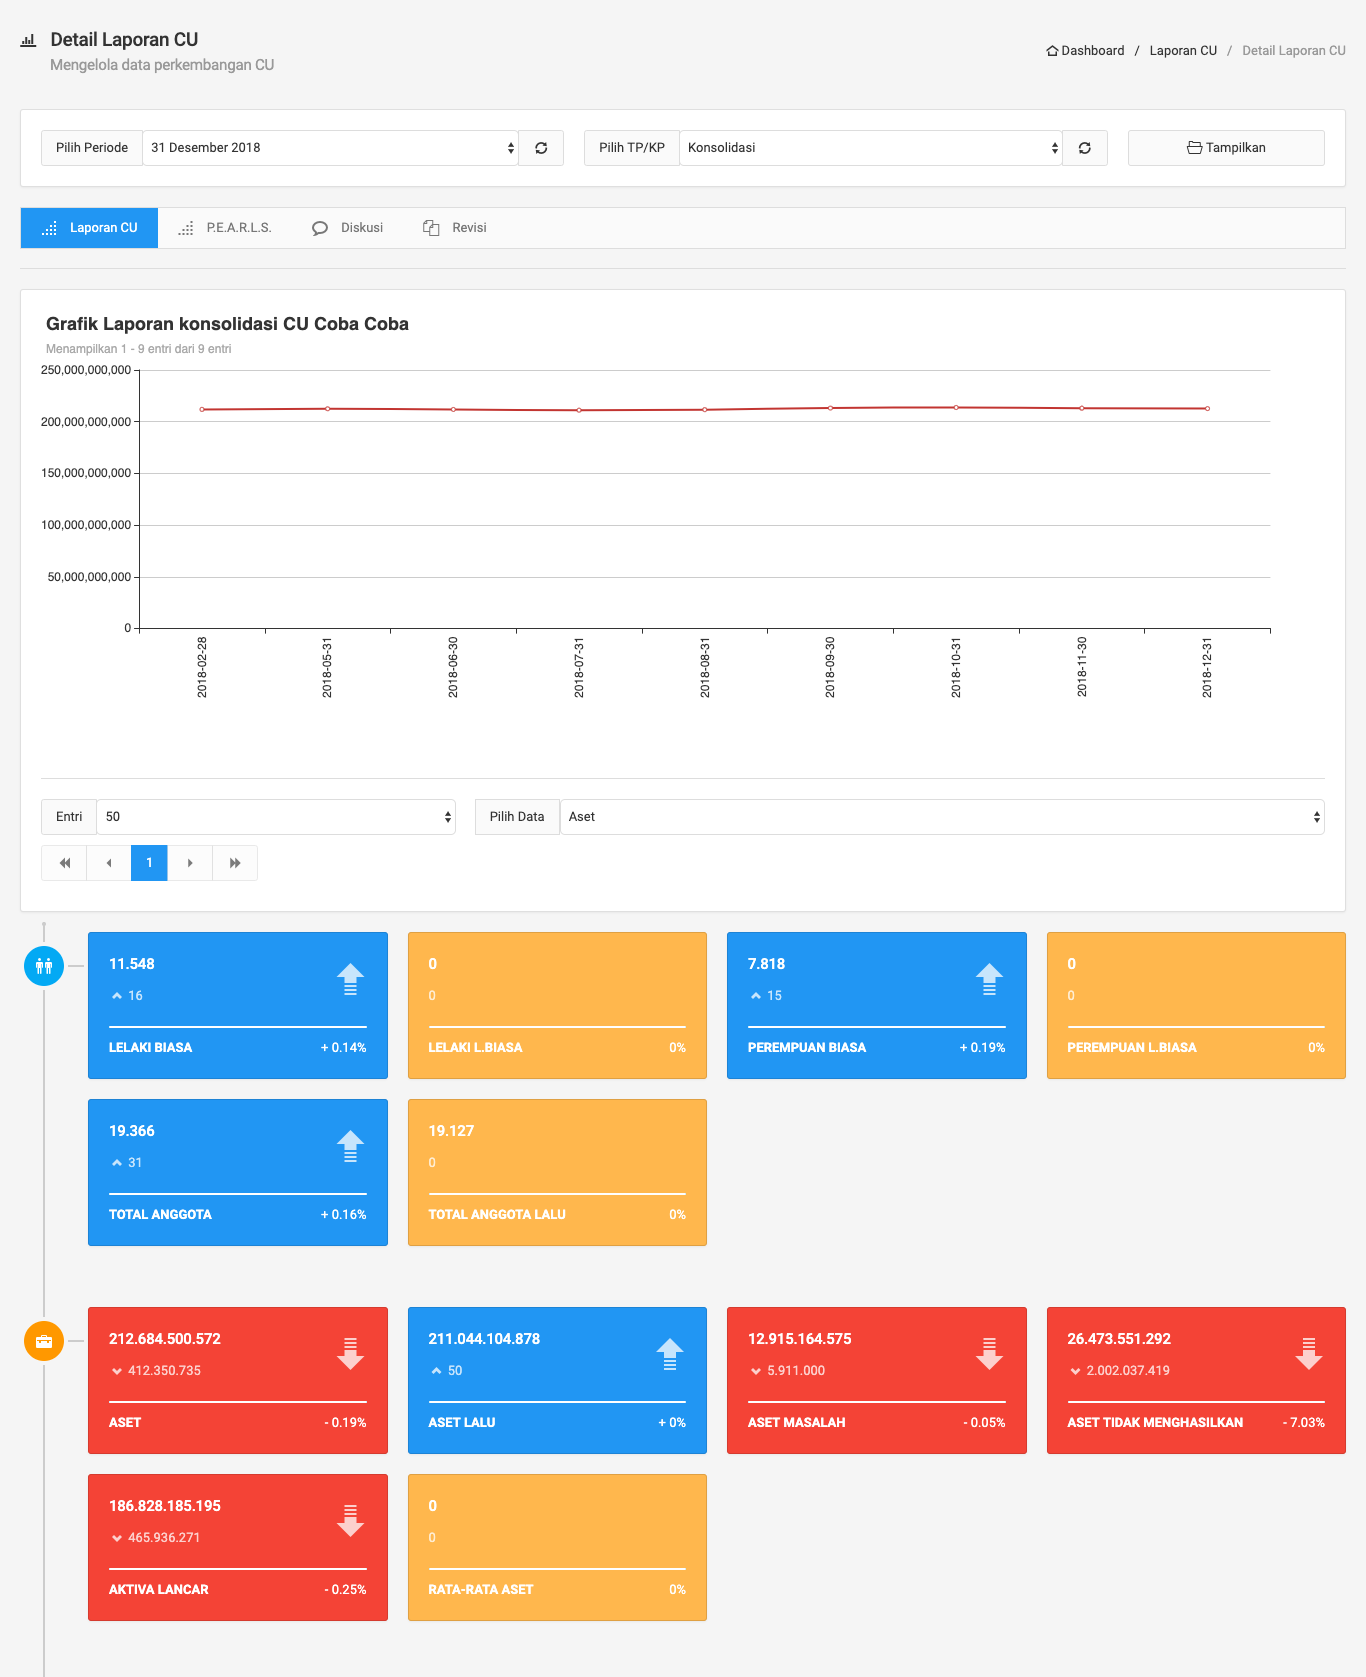 Detail Laporan CU
Mengelola data perkembangan CU
Dashboard / Laporan CU / Detail Laporan CU
Pilih Periode 31 Desember 2018 Pilih TP/KP Konsolidasi Tampilkan
Laporan CU P.E.A.R.L.S. Diskusi Revisi
Grafik Laporan konsolidasi CU Coba Coba
Menampilkan 1 - 9 entri dari 9 entri
250,000,000,000
200,000,000,000
150,000,000,000
100,000,000,000
50,000,000,000
0
2018-02-28 2018-05-31 2018-06-30 2018-07-31 2018-08-31 2018-09-30 2018-10-31 2018-11-30 2018-12-31
Entri 50 Pilih Data Aset
1
11.548
16
LELAKI BIASA + 0.14%
0
0
LELAKI L.BIASA 0%
7.818
15
PEREMPUAN BIASA + 0.19%
0
0
PEREMPUAN L.BIASA 0%
19.366
31
TOTAL ANGGOTA + 0.16%
19.127
0
TOTAL ANGGOTA LALU 0%
212.684.500.572
412.350.735
ASET - 0.19%
211.044.104.878
50
ASET LALU + 0%
12.915.164.575
5.911.000
ASET MASALAH - 0.05%
26.473.551.292
2.002.037.419
ASET TIDAK MENGHASILKAN - 7.03%
186.828.185.195
465.936.271
AKTIVA LANCAR - 0.25%
0
0
RATA-RATA ASET 0%